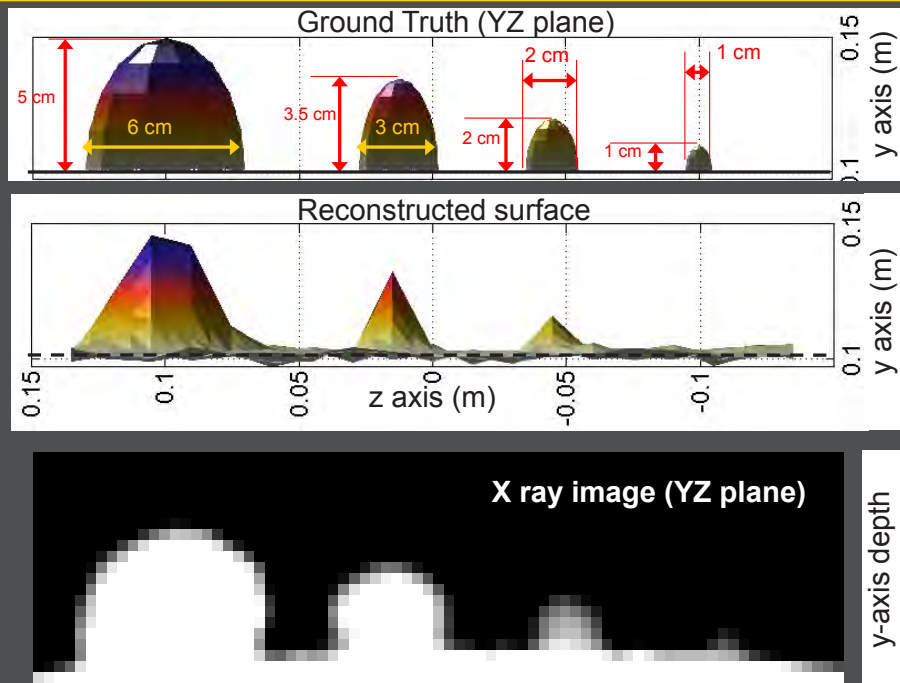 Ground Truth (YZ plane)
0.15
y axis (m)
0.1
5 cm
6 cm
3.5 cm
3 cm
2 cm
2 cm
1 cm
1 cm
Reconstructed surface
0.15
y axis (m)
0.1
0.15
0.1
0.05
0
-0.05
-0.1
z axis (m)
X ray image (YZ plane)
y-axis depth